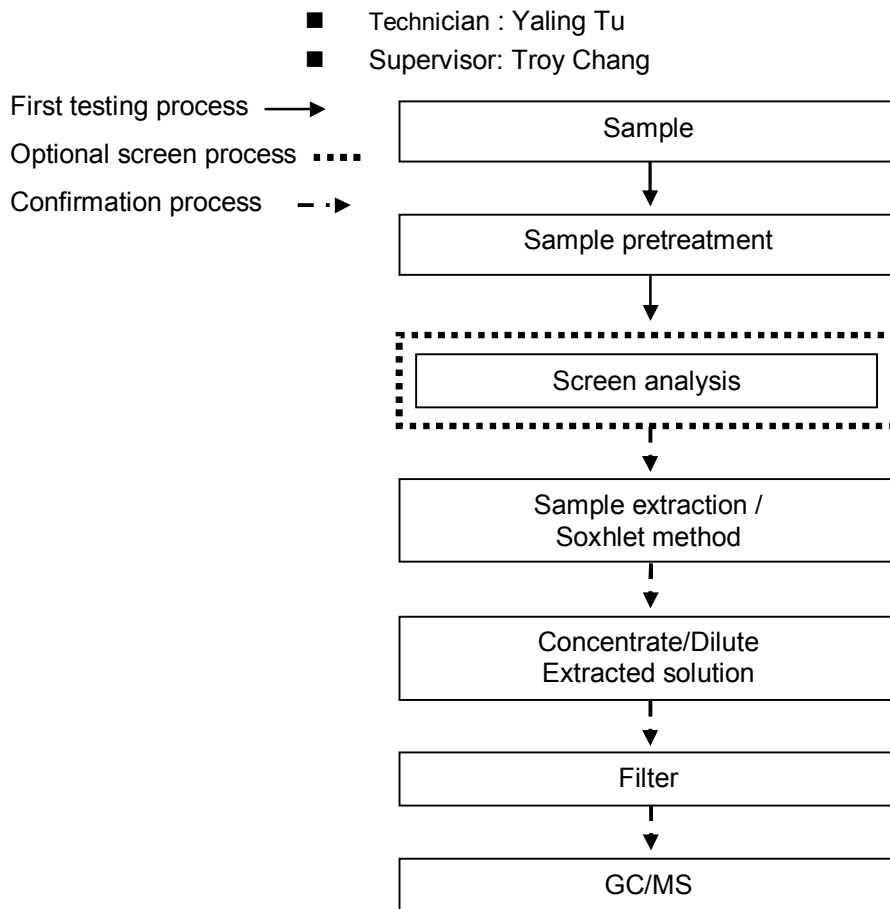 ■ Technician : Yaling Tu
■ Supervisor: Troy Chang
First testing process
Optional screen process
Confirmation process
Sample
Sample pretreatment
Screen analysis
Sample extraction /
Soxhlet method
Concentrate/Dilute
Extracted solution
Filter
GC/MS